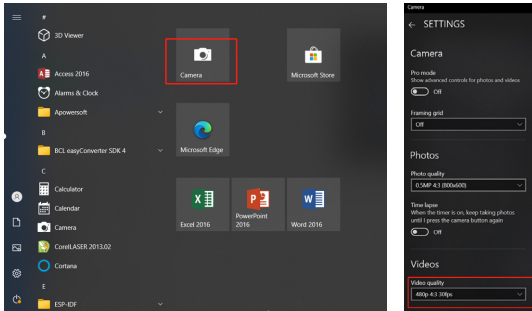 #
3D Viewer
A
Access 2016
Alarms & Clock
Apowersoft
B
BCL easyConverter SDK 4
C
Calculator
Calendar
Camera
CorelLASER 2013.02
Cortana
E
ESP-IDF
Camera
Microsoft Store
Microsoft Edge
Excel 2016
PowerPoint
2016
Word 2016
Camera
SETTINGS
Camera
Pro mode
Show advanced controls for photos and videos
Off
Framing grid
Off
Photos
Photo quality
0.5MP 4:3 (800x600)
Time lapse
When the timer is on, keep taking photos
until I press the camera button again
Off
Videos
Video quality
480p 4:3 30fps